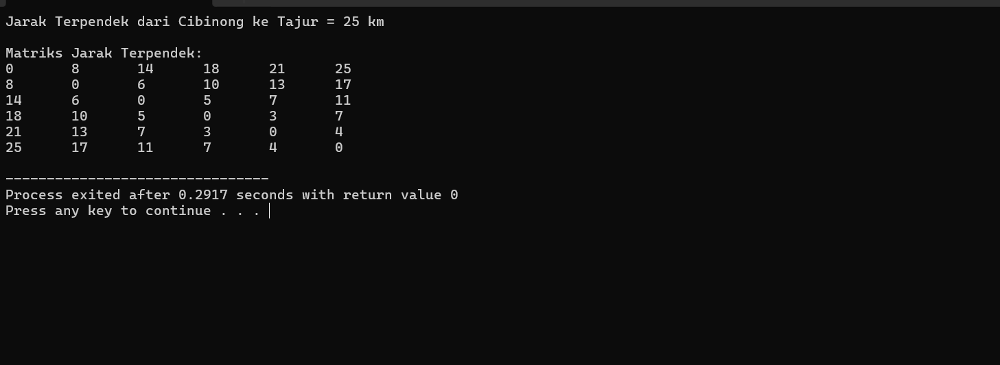 Jarak Terpendek dari Cibinong ke Tajur = 25 km
Matriks Jarak Terpendek:
0 8 14 18 21 25
8 0 6 10 13 17
14 6 0 5 7 11
18 10 5 0 3 7
21 13 7 3 0 4
25 17 11 7 4 0
--------------------------------
Process exited after 0.2917 seconds with return value 0
Press any key to continue . . .